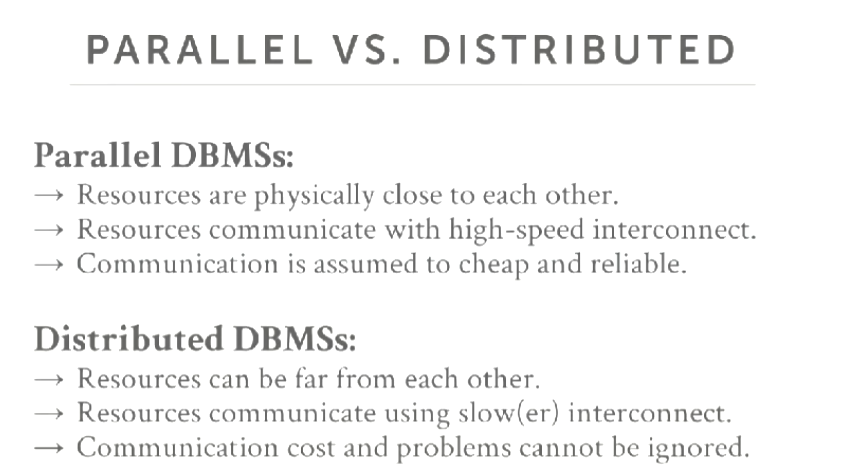 PARALLEL VS. DISTRIBUTED
Parallel DBMSs:
→ Resources are physically close to each other.
→ Resources communicate with high-speed interconnect.
→ Communication is assumed to cheap and reliable.
Distributed DBMSs:
→ Resources can be far from each other.
→ Resources communicate using slow(er) interconnect.
→ Communication cost and problems cannot be ignored.